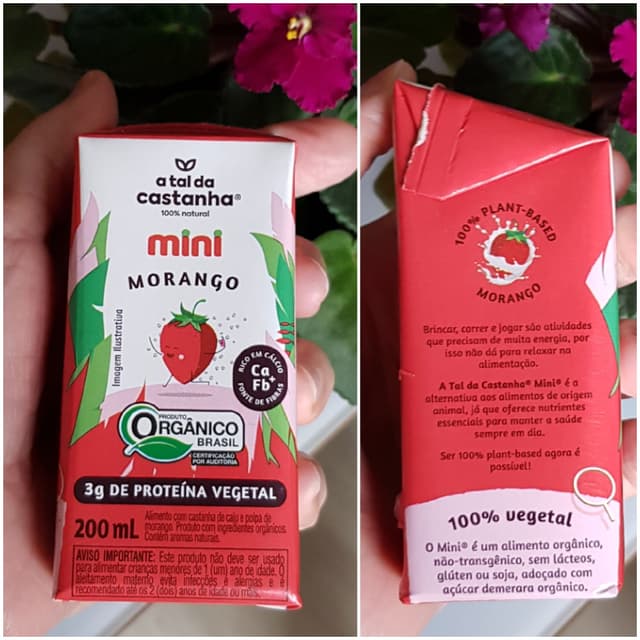 a tal da
castanha®
100% natural
mini
MORANGO
Imagem Ilustrativa
RICO EM CÁLCIO
Ca
+
Fb
FONTE DE FIBRAS
PRODUTO
ORGÂNICO
BRASIL
CERTIFICAÇÃO
POR AUDITORIA
3g DE PROTEÍNA VEGETAL
200 mL
Alimento com castanha de caju e polpa de
morango. Produto com ingredientes orgânicos.
Contém aromas naturais.
AVISO IMPORTANTE: Este produto não deve ser usado
para alimentar crianças menores de 1 (um) ano de idade. O
aleitamento materno evita infecções e alergias e é
recomendado até os 2 (dois) anos de idade ou mais.
100% PLANT-BASED
MORANGO
Brincar, correr e jogar são atividades
que precisam de muita energia, por
isso não dá para relaxar na
alimentação.
A Tal da Castanha® Mini® é a
alternativa aos alimentos de origem
animal, já que oferece nutrientes
essenciais para manter a saúde
sempre em dia.
Ser 100% plant-based agora é
possível!
100% vegetal
O Mini® é um alimento orgânico,
não-transgênico, sem lácteos,
glúten ou soja, adoçado com
açúcar demerara orgânico.